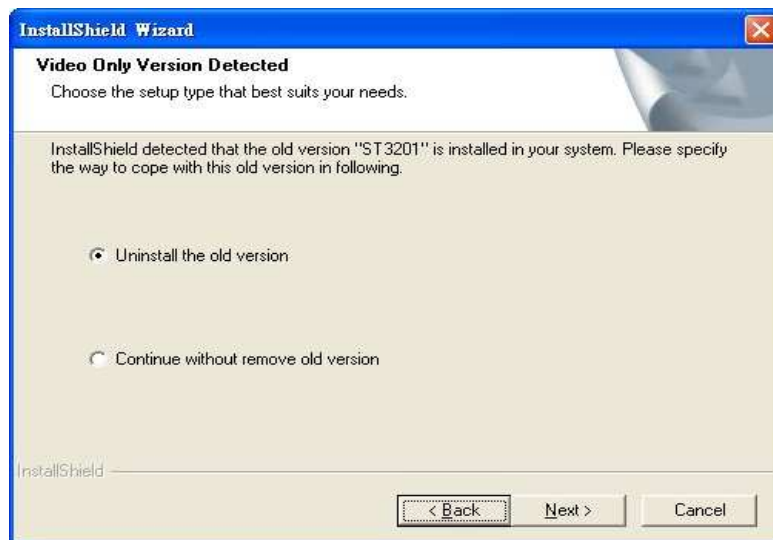 InstallShield Wizard
Video Only Version Detected
Choose the setup type that best suits your needs.
InstallShield detected that the old version "ST3201" is installed in your system. Please specify
the way to cope with this old version in following.
Uninstall the old version
Continue without remove old version
InstallShield
< Back
Next >
Cancel